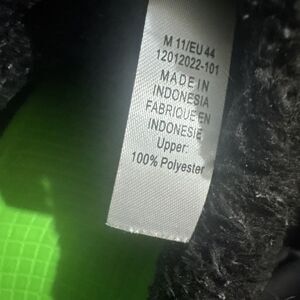 M 11/EU 44
12012022-101
MADE IN
INDONESIA
FABRIQUE EN
INDONESIE
Upper:
100% Polyester